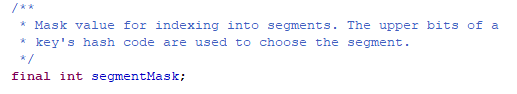 /**
* Mask value for indexing into segments. The upper bits of a
* key's hash code are used to choose the segment.
*/
final int segmentMask;